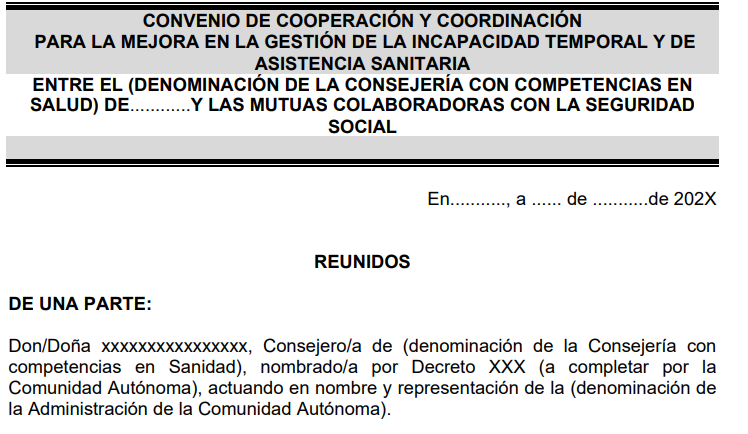 CONVENIO DE COOPERACIÓN Y COORDINACIÓN
PARA LA MEJORA EN LA GESTIÓN DE LA INCAPACIDAD TEMPORAL Y DE
ASISTENCIA SANITARIA
ENTRE EL (DENOMINACIÓN DE LA CONSEJERÍA CON COMPETENCIAS EN
SALUD) DE............Y LAS MUTUAS COLABORADORAS CON LA SEGURIDAD
SOCIAL
En..........., a ...... de ...........de 202X
REUNIDOS
DE UNA PARTE:
Don/Doña xxxxxxxxxxxxxxxx, Consejero/a de (denominación de la Consejería con
competencias en Sanidad), nombrado/a por Decreto XXX (a completar por la
Comunidad Autónoma), actuando en nombre y representación de la (denominación de
la Administración de la Comunidad Autónoma).